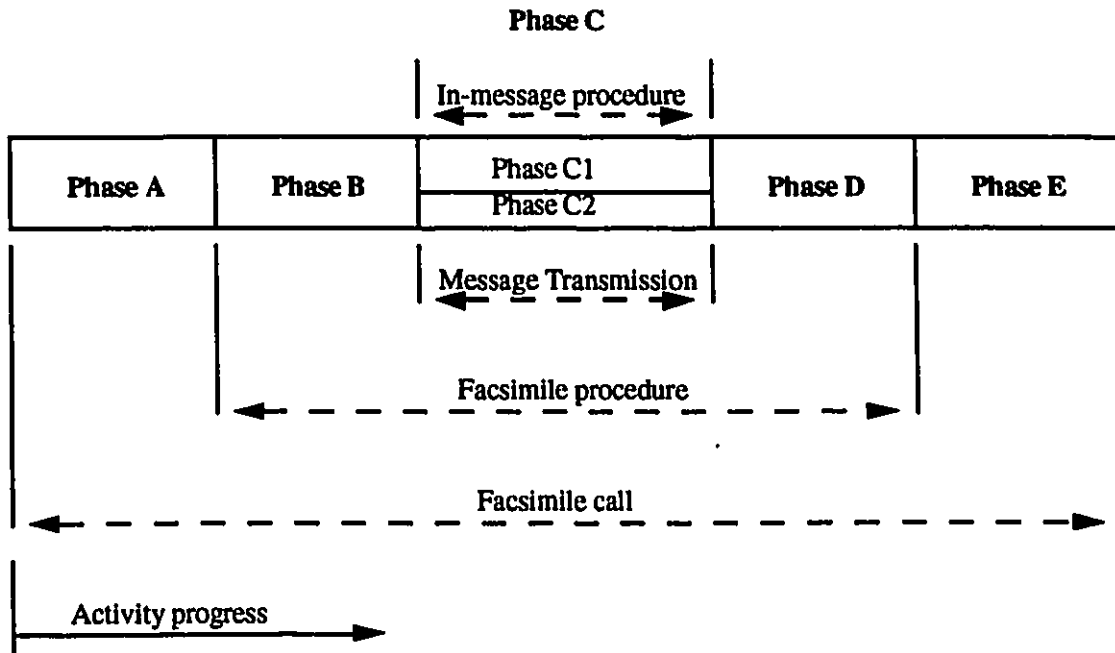 Phase C
In-message procedure
Phase A
Phase B
Phase C1
Phase C2
Phase D
Phase E
Message Transmission
Facsimile procedure
Facsimile call
Activity progress